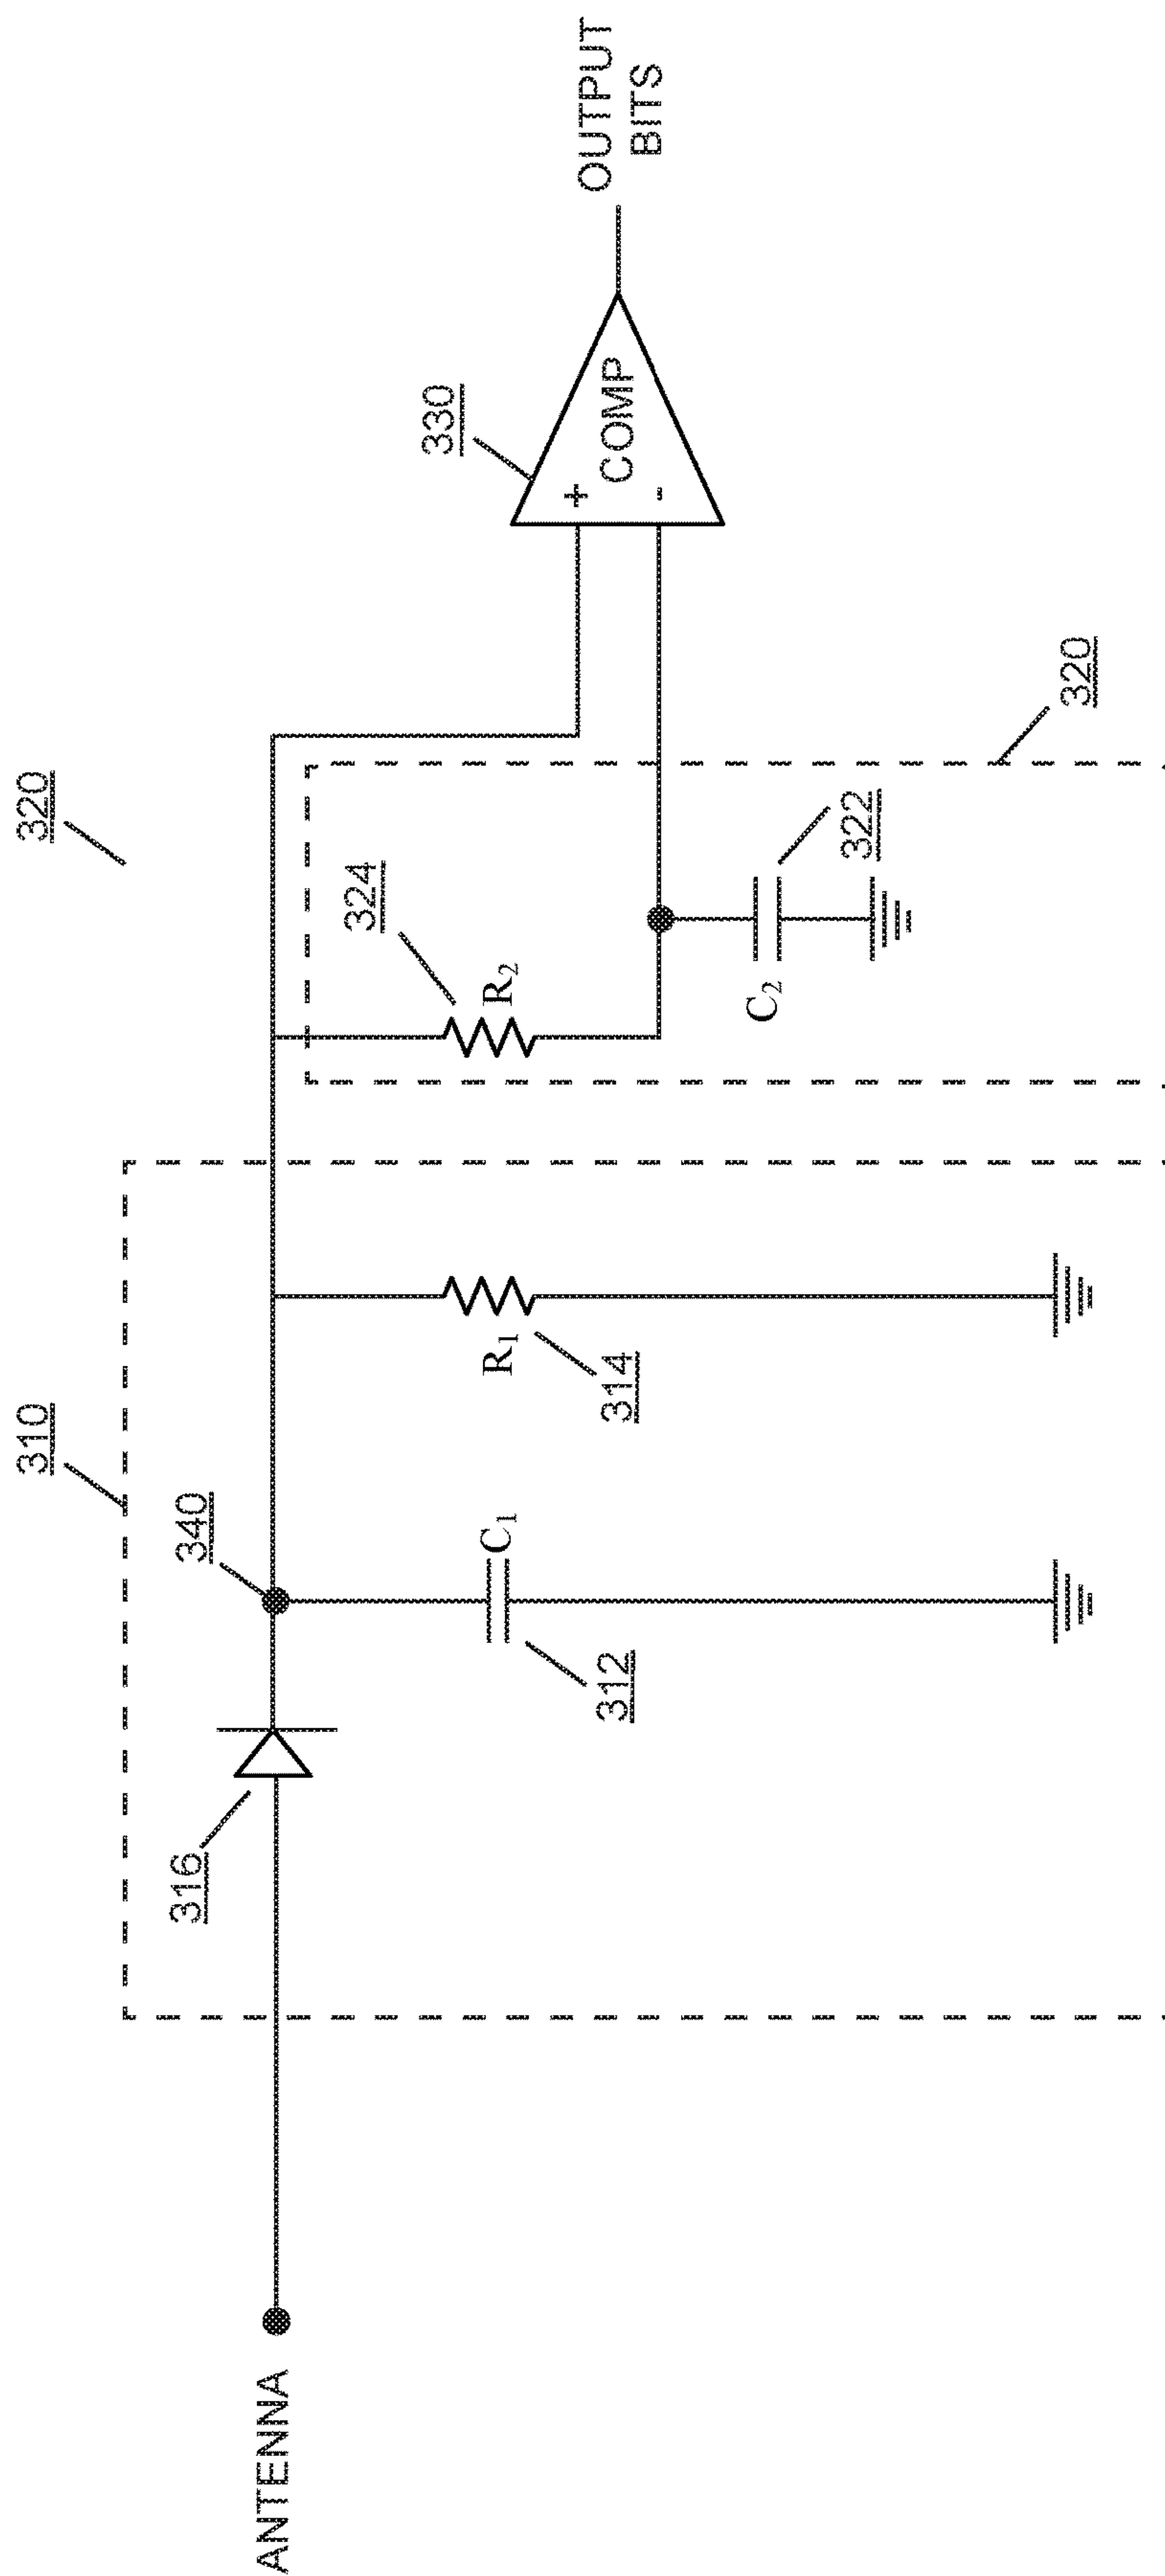 320
310
340
316
ANTENNA
324
R₂
C₁
312
R₁
314
C₂
322
320
330
+
-
COMP
OUTPUT
BITS